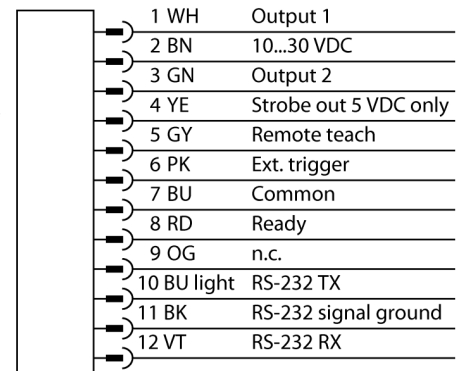 1 WH Output 1
2 BN 10...30 VDC
3 GN Output 2
4 YE Strobe out 5 VDC only
5 GY Remote teach
6 PK Ext. trigger
7 BU Common
8 RD Ready
9 OG n.c.
10 BU light RS-232 TX
11 BK RS-232 signal ground
12 VT RS-232 RX